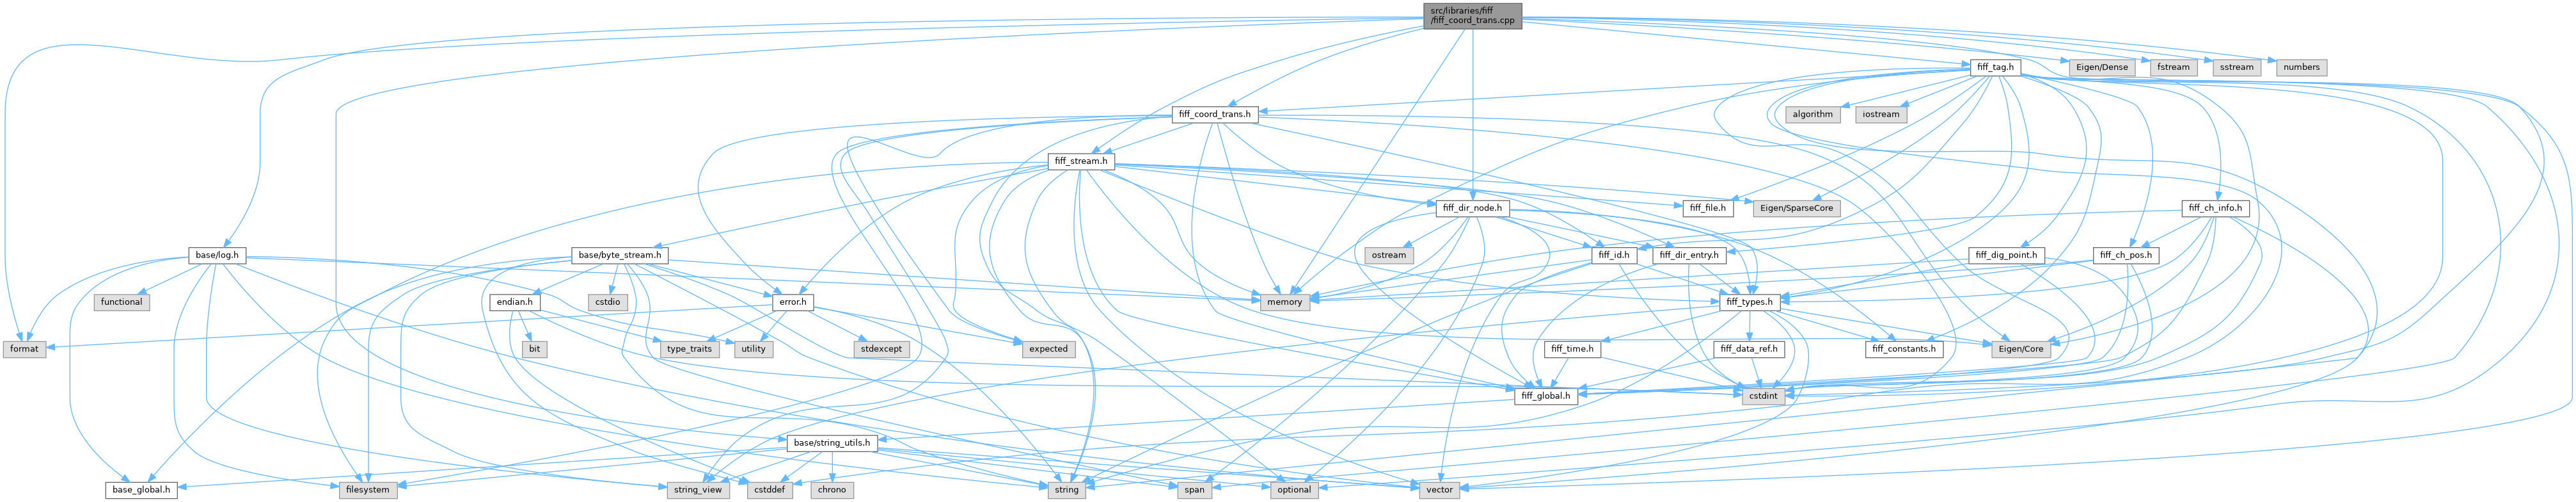 src/libraries/fiff
/fiff_coord_trans.cpp
fiff_tag.h
Eigen/Dense
fstream
sstream
numbers
fiff_coord_trans.h
algorithm
iostream
fiff_stream.h
fiff_dir_node.h
fiff_file.h
Eigen/SparseCore
fiff_ch_info.h
base/log.h
base/byte_stream.h
ostream
fiff_id.h
fiff_dir_entry.h
fiff_dig_point.h
fiff_ch_pos.h
functional
endian.h
cstdio
error.h
memory
fiff_types.h
format
bit
type_traits
utility
stdexcept
expected
fiff_time.h
fiff_data_ref.h
fiff_constants.h
Eigen/Core
fiff_global.h
cstdint
base/string_utils.h
base_global.h
filesystem
string_view
cstddef
chrono
string
span
optional
vector